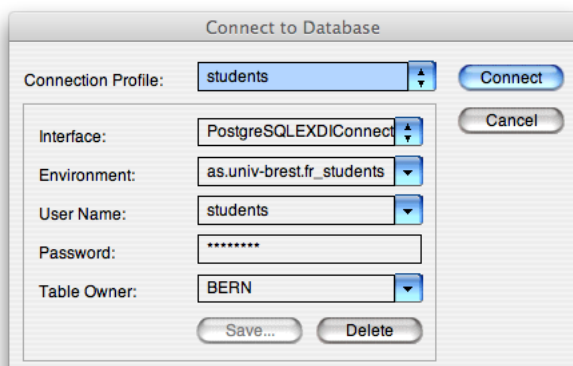 Connect to Database
Connection Profile: students Connect
Cancel
Interface: PostgreSQLEXDIConnect
Environment: as.univ-brest.fr_students
User Name: students
Password: ********
Table Owner: BERN
Save... Delete